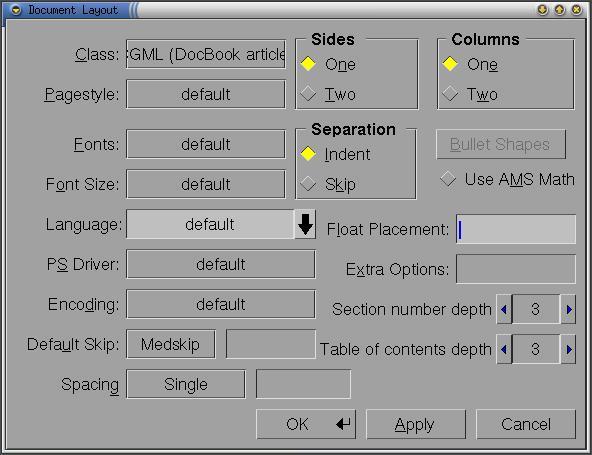 Document Layout
Class: GML (DocBook article
Pagestyle: default
Fonts: default
Font Size: default
Language: default
PS Driver: default
Encoding: default
Default Skip: Medskip
Spacing Single
Sides
One
Two
Columns
One
Two
Separation
Indent
Skip
Bullet Shapes
Use AMS Math
Float Placement:
Extra Options:
Section number depth 3
Table of contents depth 3
OK Apply Cancel